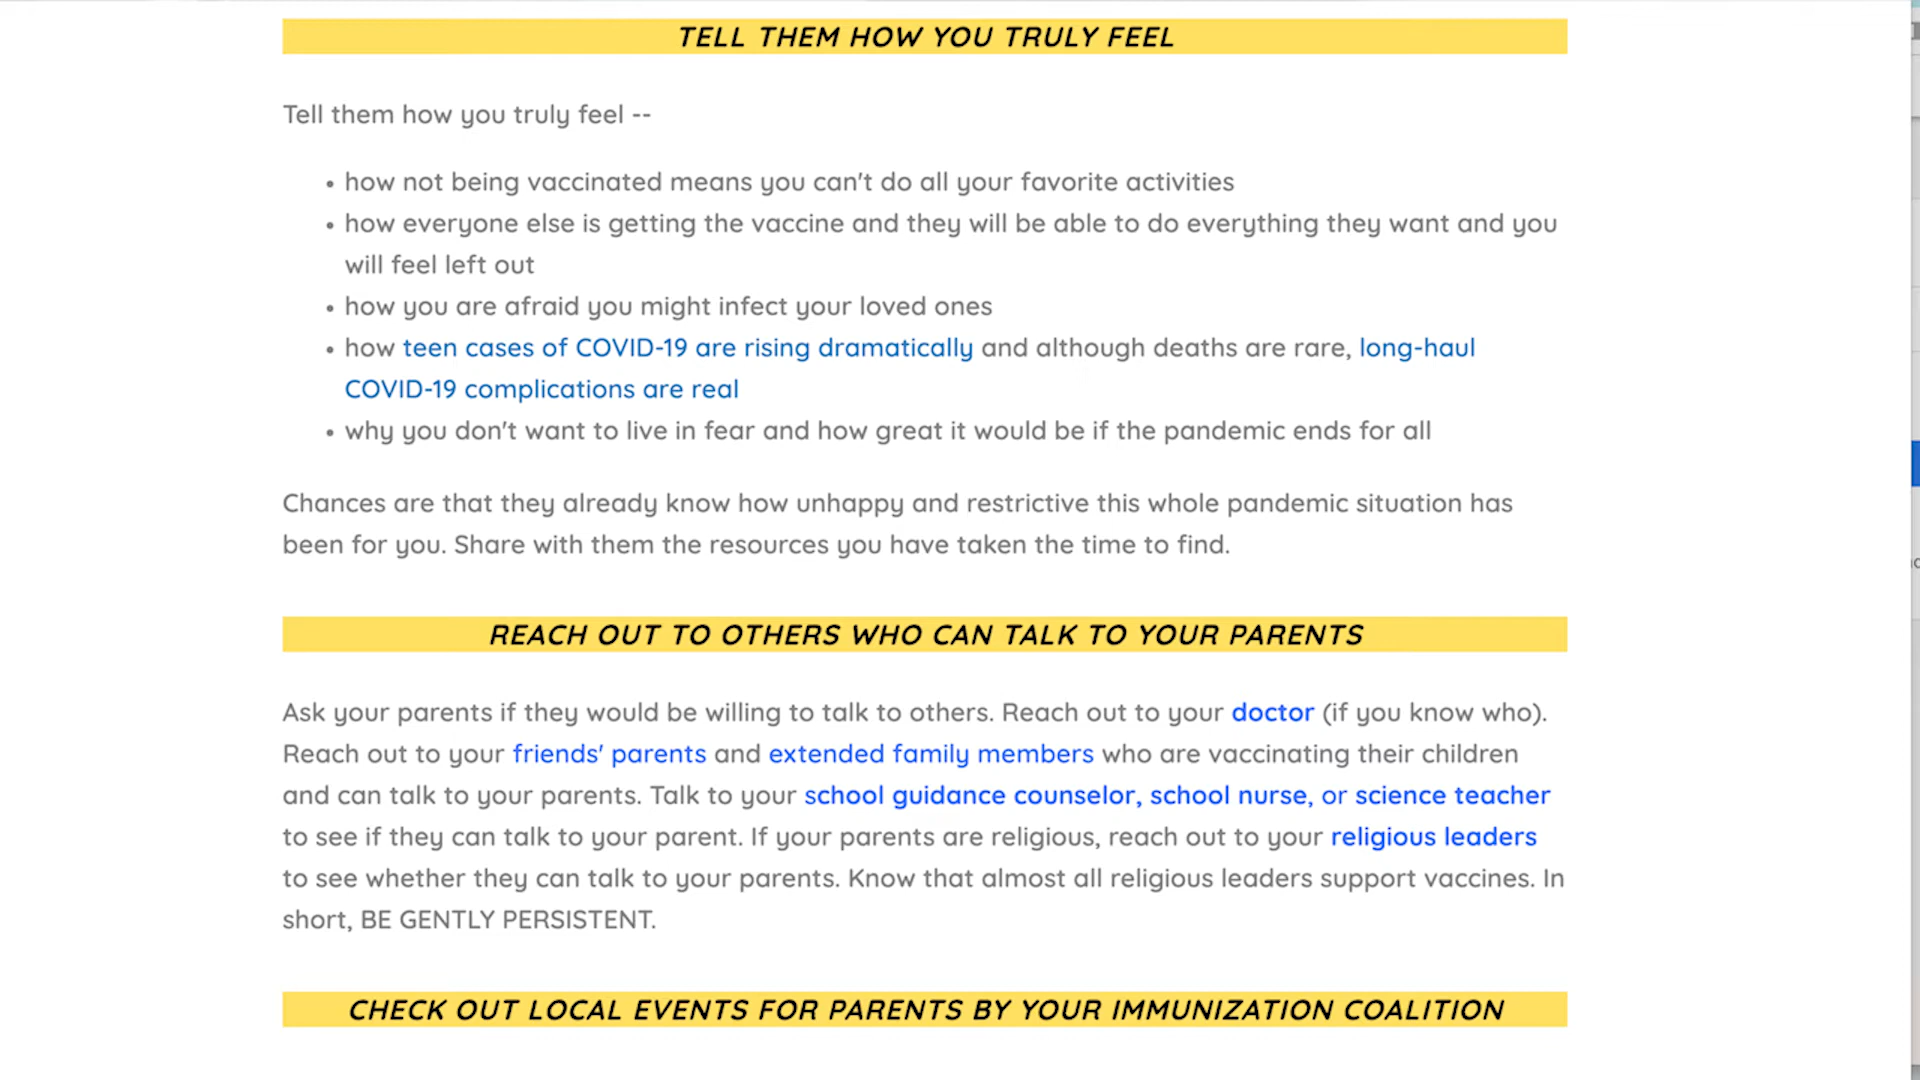 TELL THEM HOW YOU TRULY FEEL
Tell them how you truly feel --
• how not being vaccinated means you can't do all your favorite activities
• how everyone else is getting the vaccine and they will be able to do everything they want and you
will feel left out
• how you are afraid you might infect your loved ones
• how teen cases of COVID-19 are rising dramatically and although deaths are rare, long-haul
COVID-19 complications are real
• why you don't want to live in fear and how great it would be if the pandemic ends for all
Chances are that they already know how unhappy and restrictive this whole pandemic situation has
been for you. Share with them the resources you have taken the time to find.
REACH OUT TO OTHERS WHO CAN TALK TO YOUR PARENTS
Ask your parents if they would be willing to talk to others. Reach out to your doctor (if you know who).
Reach out to your friends' parents and extended family members who are vaccinating their children
and can talk to your parents. Talk to your school guidance counselor, school nurse, or science teacher
to see if they can talk to your parent. If your parents are religious, reach out to your religious leaders
to see whether they can talk to your parents. Know that almost all religious leaders support vaccines. In
short, BE GENTLY PERSISTENT.
CHECK OUT LOCAL EVENTS FOR PARENTS BY YOUR IMMUNIZATION COALITION